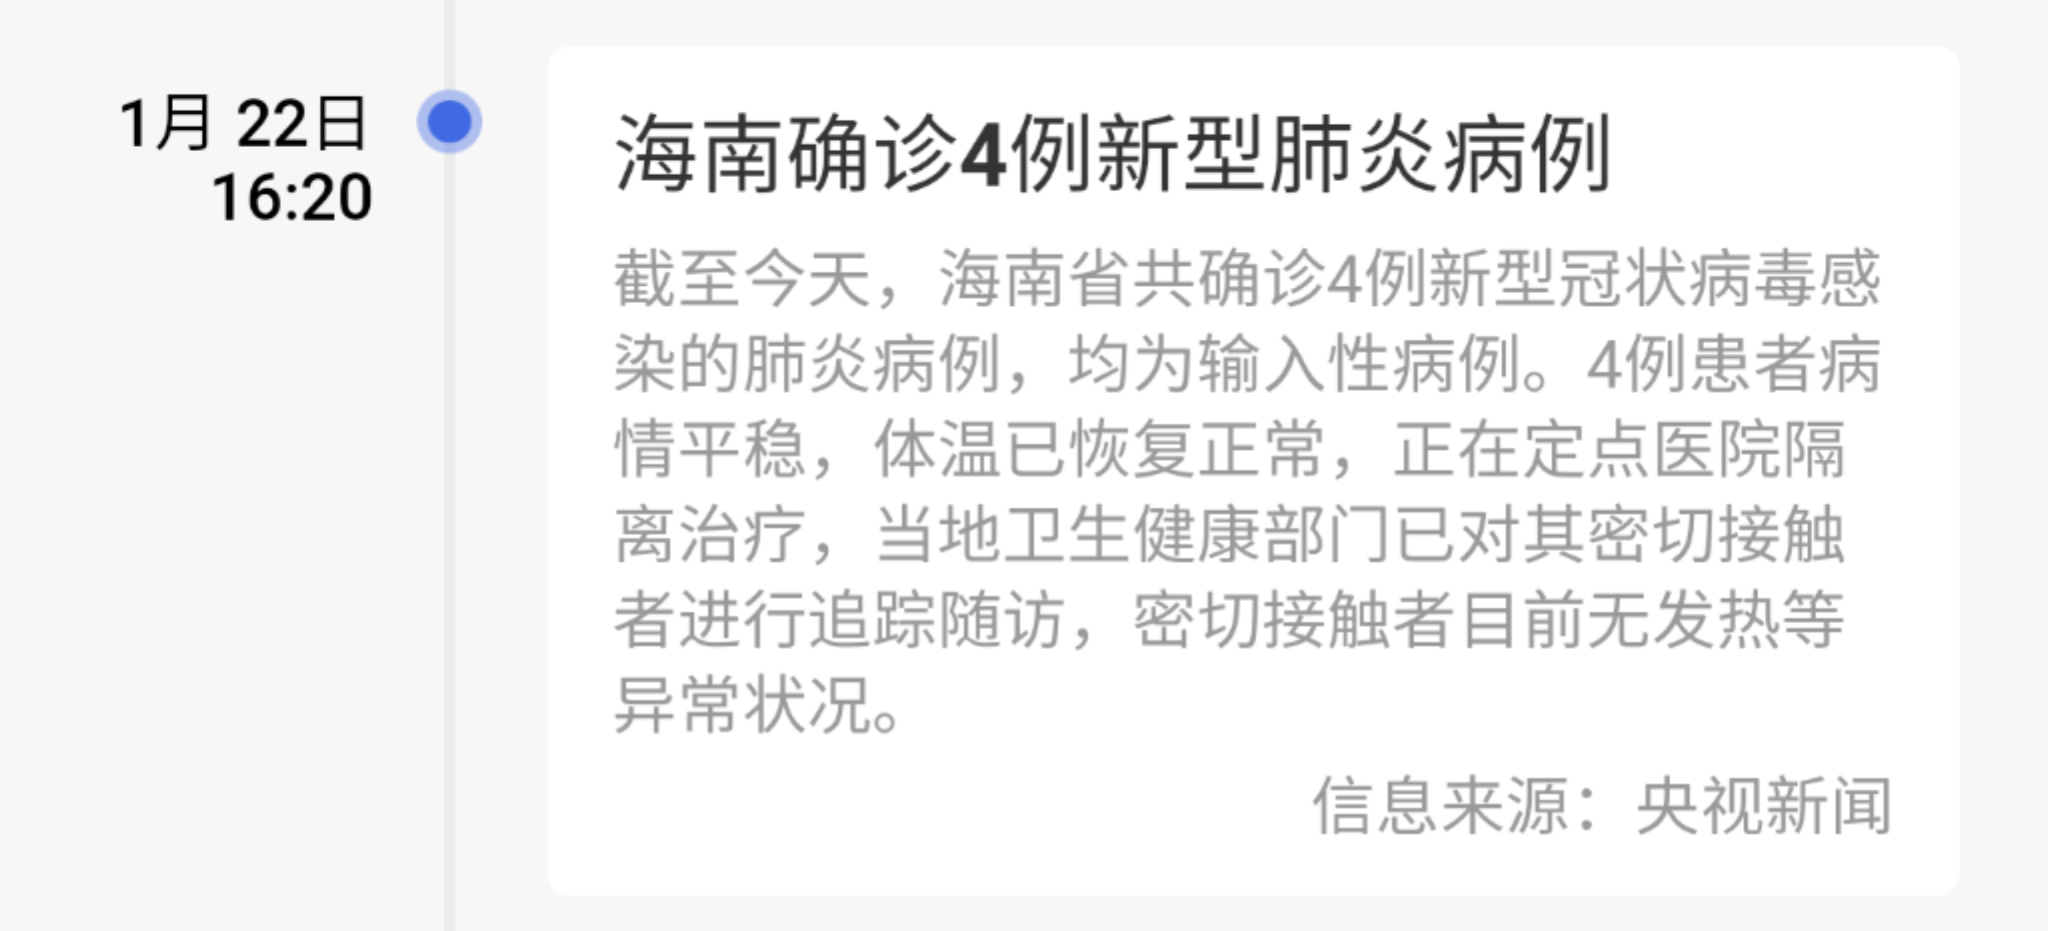 1月 22日
16:20
海南确诊4例新型肺炎病例
截至今天，海南省共确诊4例新型冠状病毒感
染的肺炎病例，均为输入性病例。4例患者病
情平稳，体温已恢复正常，正在定点医院隔
离治疗，当地卫生健康部门已对其密切接触
者进行追踪随访，密切接触者目前无发热等
异常状况。
信息来源：央视新闻